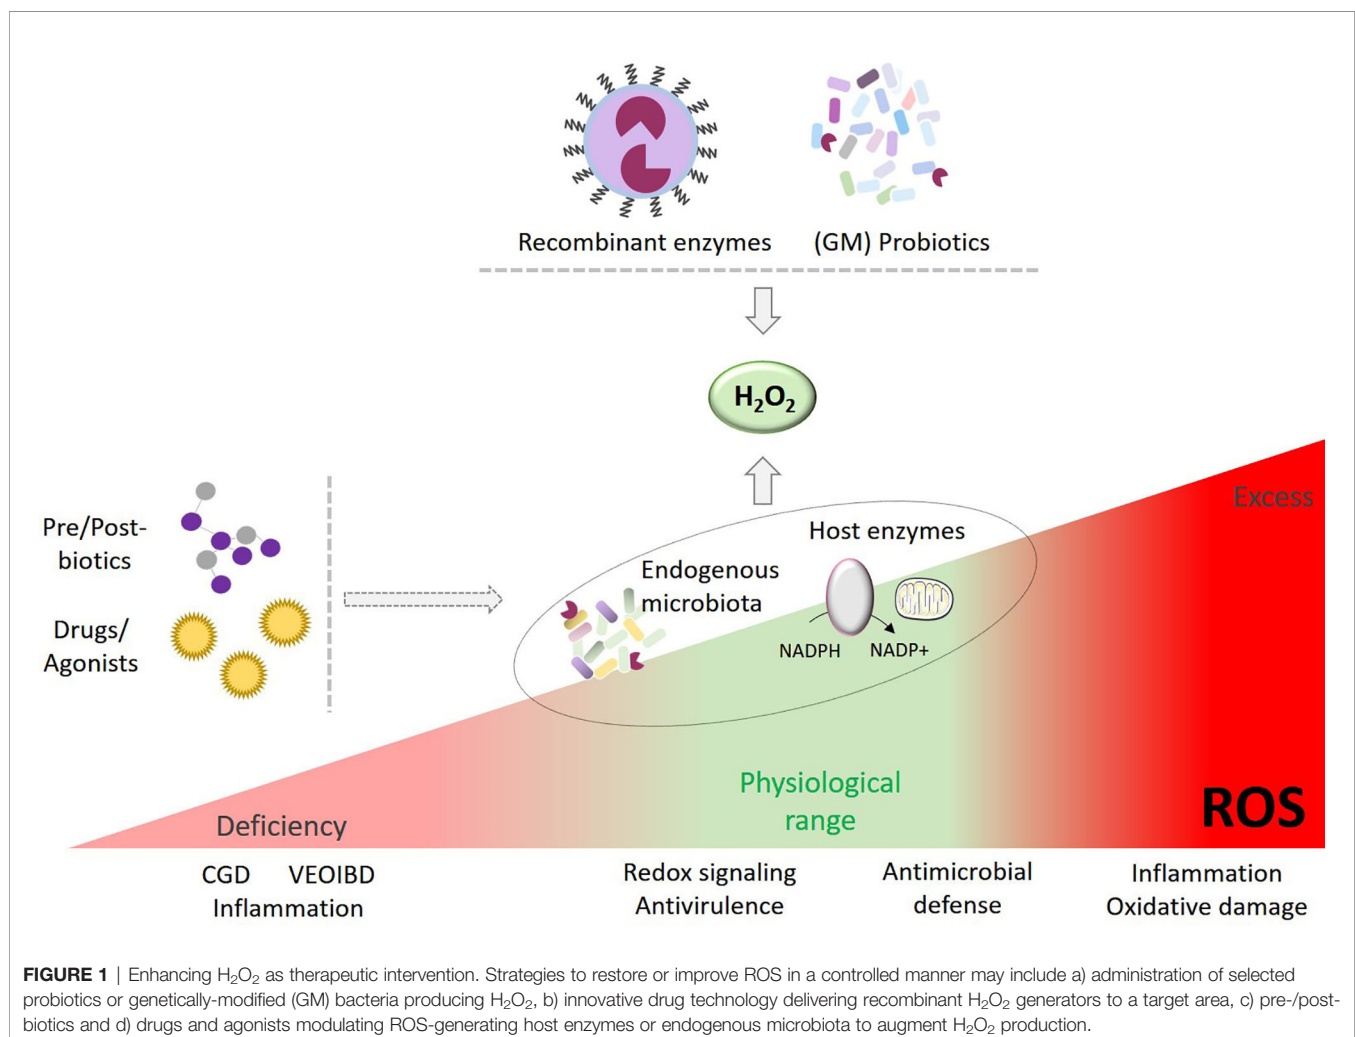 Recombinant enzymes
(GM) Probiotics
H₂O₂
Excess
Host enzymes
Pre/Post-
biotics
Endogenous
microbiota
Drugs/
Agonists
NADPH
NADP+
Physiological
range
ROS
Deficiency
CGD VEOIBD
Inflammation
Redox signaling
Antivirulence
Antimicrobial
defense
Inflammation
Oxidative damage
FIGURE 1 | Enhancing H₂O₂ as therapeutic intervention. Strategies to restore or improve ROS in a controlled manner may include a) administration of selected
probiotics or genetically-modified (GM) bacteria producing H₂O₂, b) innovative drug technology delivering recombinant H₂O₂ generators to a target area, c) pre-/post-
biotics and d) drugs and agonists modulating ROS-generating host enzymes or endogenous microbiota to augment H₂O₂ production.